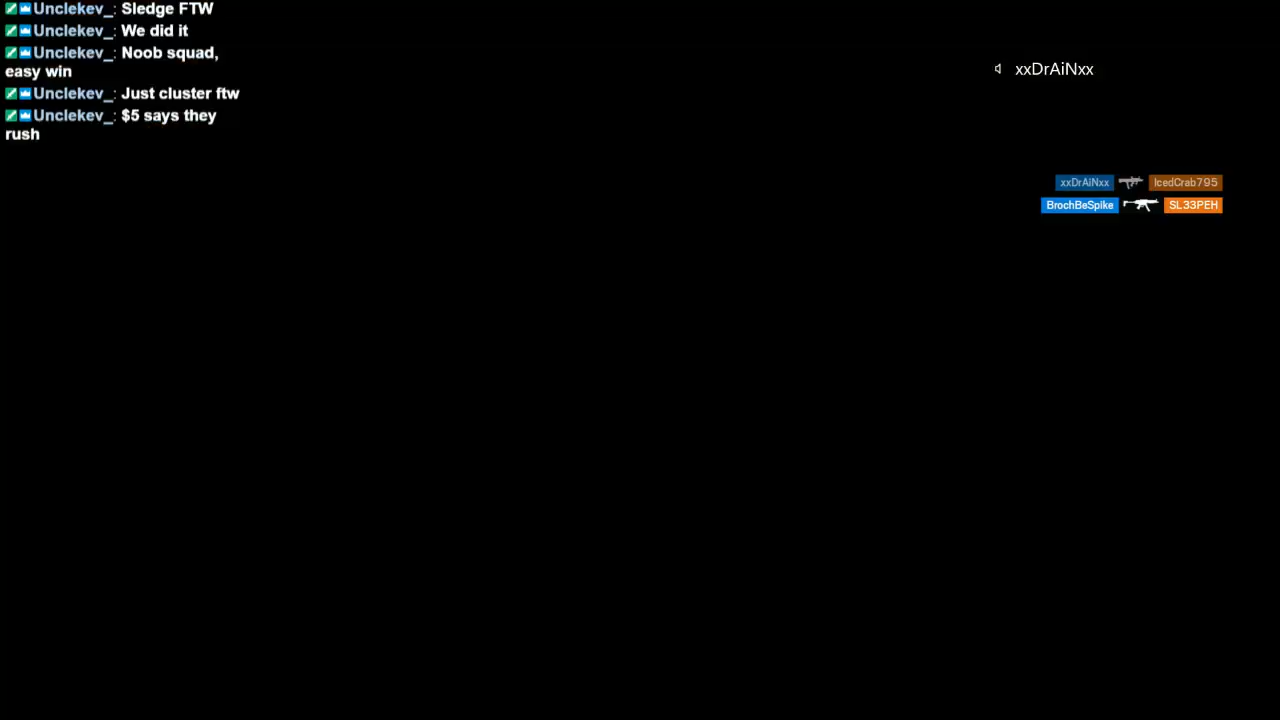 Unclekev_: Sledge FTW
Unclekev_: We did it
Unclekev_: Noob squad,
easy win
Unclekev_: Just cluster ftw
Unclekev_: $5 says they
rush
xxDrAiNxx
xxDrAiNxx IcedCrab795
BrochBeSpike SL33PEH